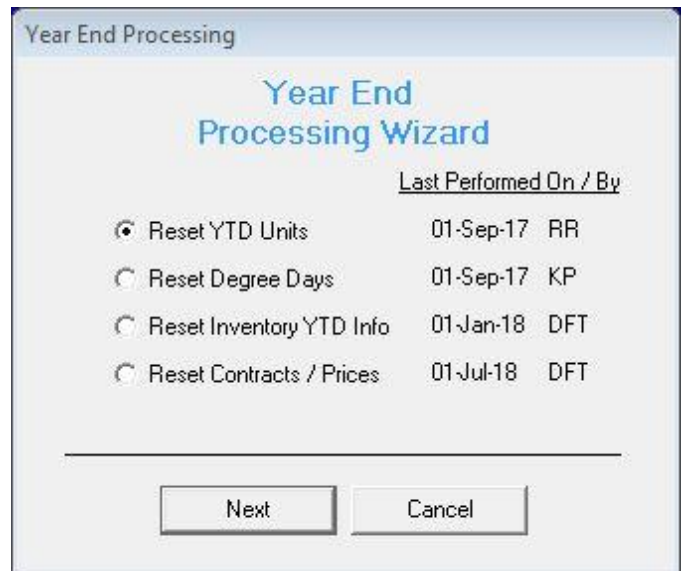 Year End Processing
Year End
Processing Wizard
Last Performed On / By
Reset YTD Units 01-Sep-17 RR
Reset Degree Days 01-Sep-17 KP
Reset Inventory YTD Info 01-Jan-18 DFT
Reset Contracts / Prices 01-Jul-18 DFT
Next Cancel